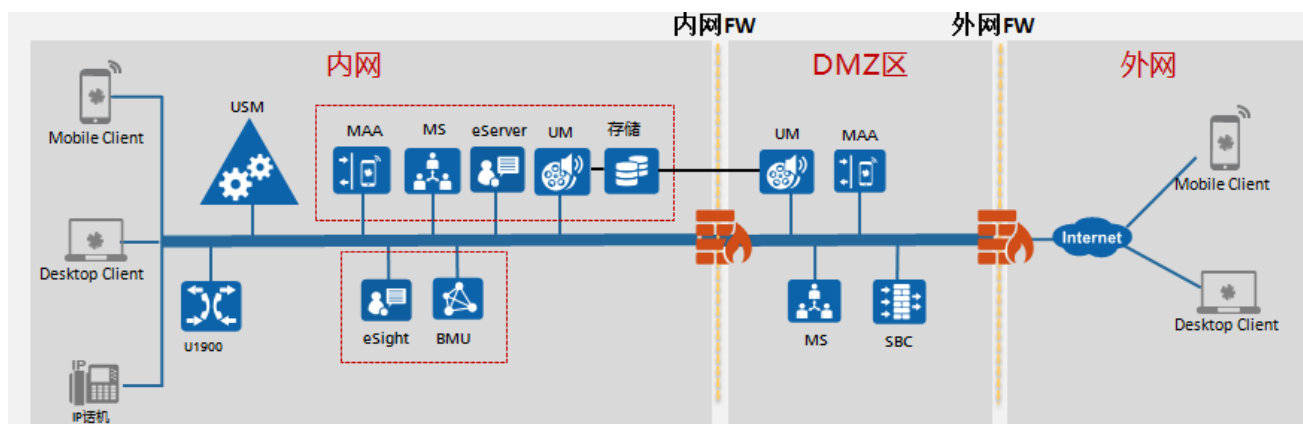 内网FW
外网FW
内网
DMZ区
外网
Mobile Client
USM
MAA
MS
eServer
UM
存储
UM
MAA
Mobile Client
Desktop Client
Internet
U1900
eSight
BMU
MS
SBC
Desktop Client
IP
IP话机